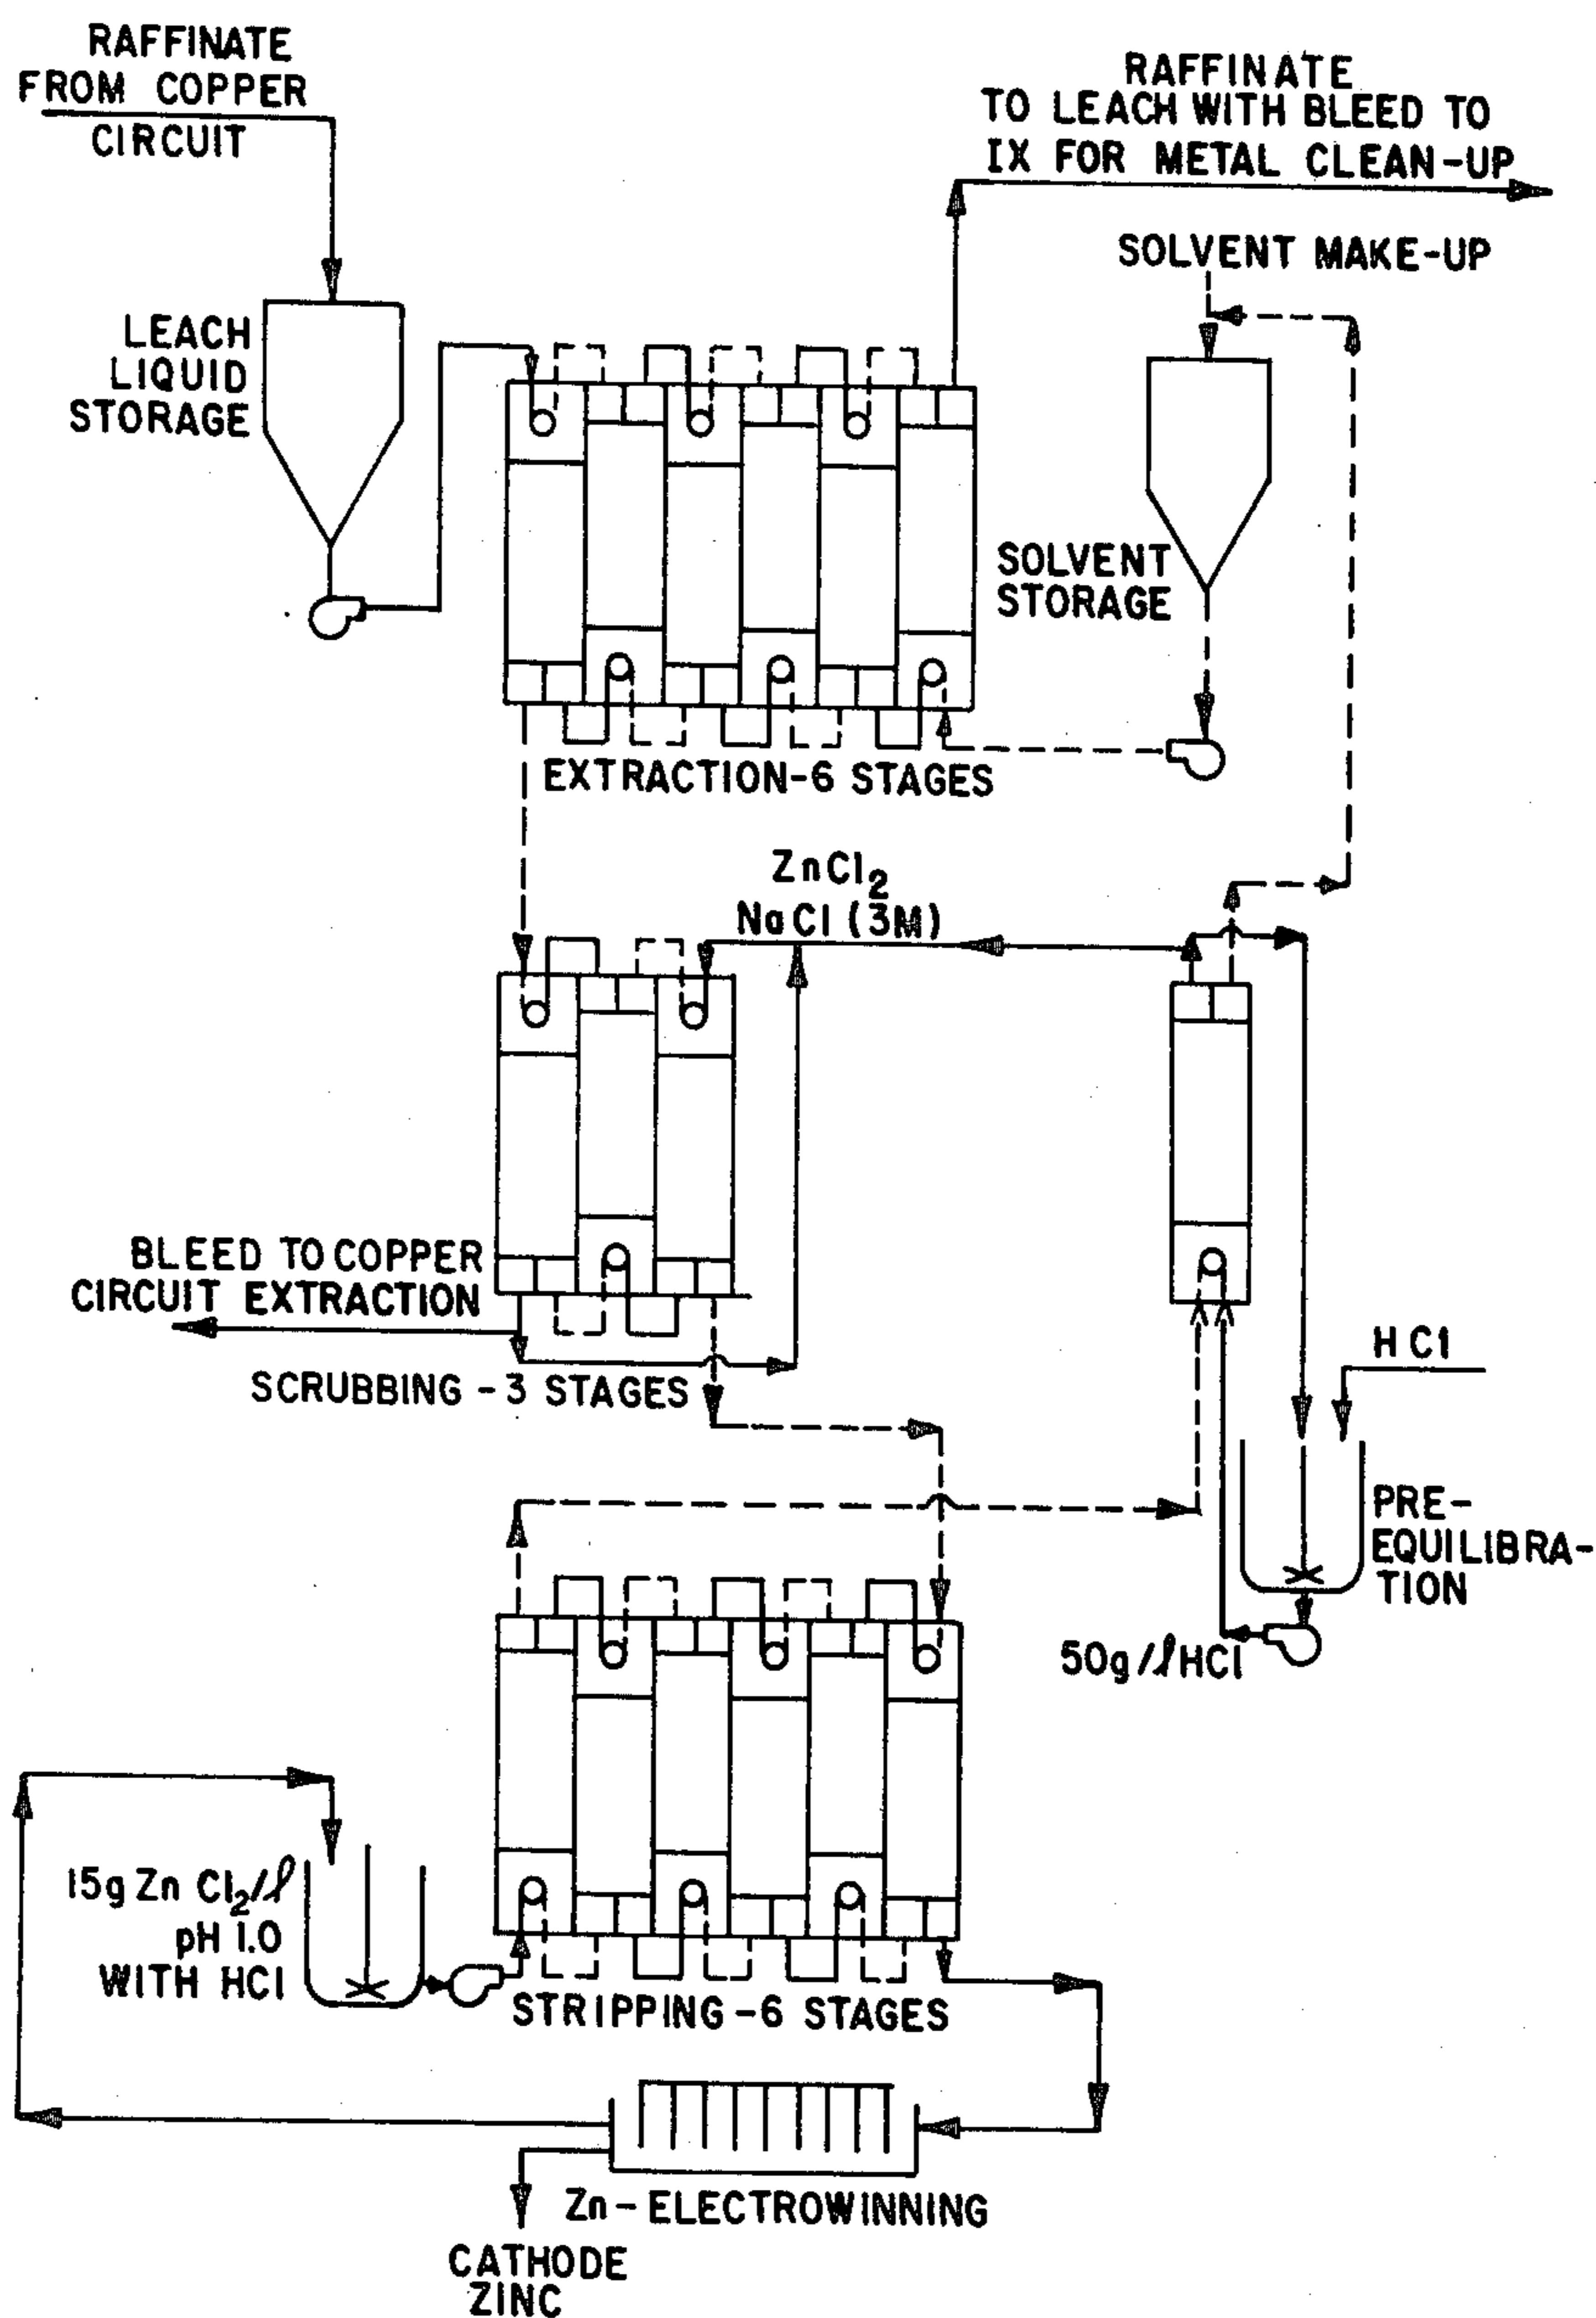 RAFFINATE
FROM COPPER
CIRCUIT
RAFFINATE
TO LEACH WITH BLEED TO
IX FOR METAL CLEAN-UP
SOLVENT MAKE-UP
LEACH
LIQUID
STORAGE
SOLVENT
STORAGE
EXTRACTION-6 STAGES
ZnCl₂
NaCl (3M)
BLEED TO COPPER
CIRCUIT EXTRACTION
SCRUBBING - 3 STAGES
HCl
PRE-
EQUILIBRA-
TION
50g/ℓ HCl
15g Zn Cl₂/ℓ
pH 1.0
WITH HCl
STRIPPING - 6 STAGES
Zn - ELECTROWINNING
CATHODE
ZINC